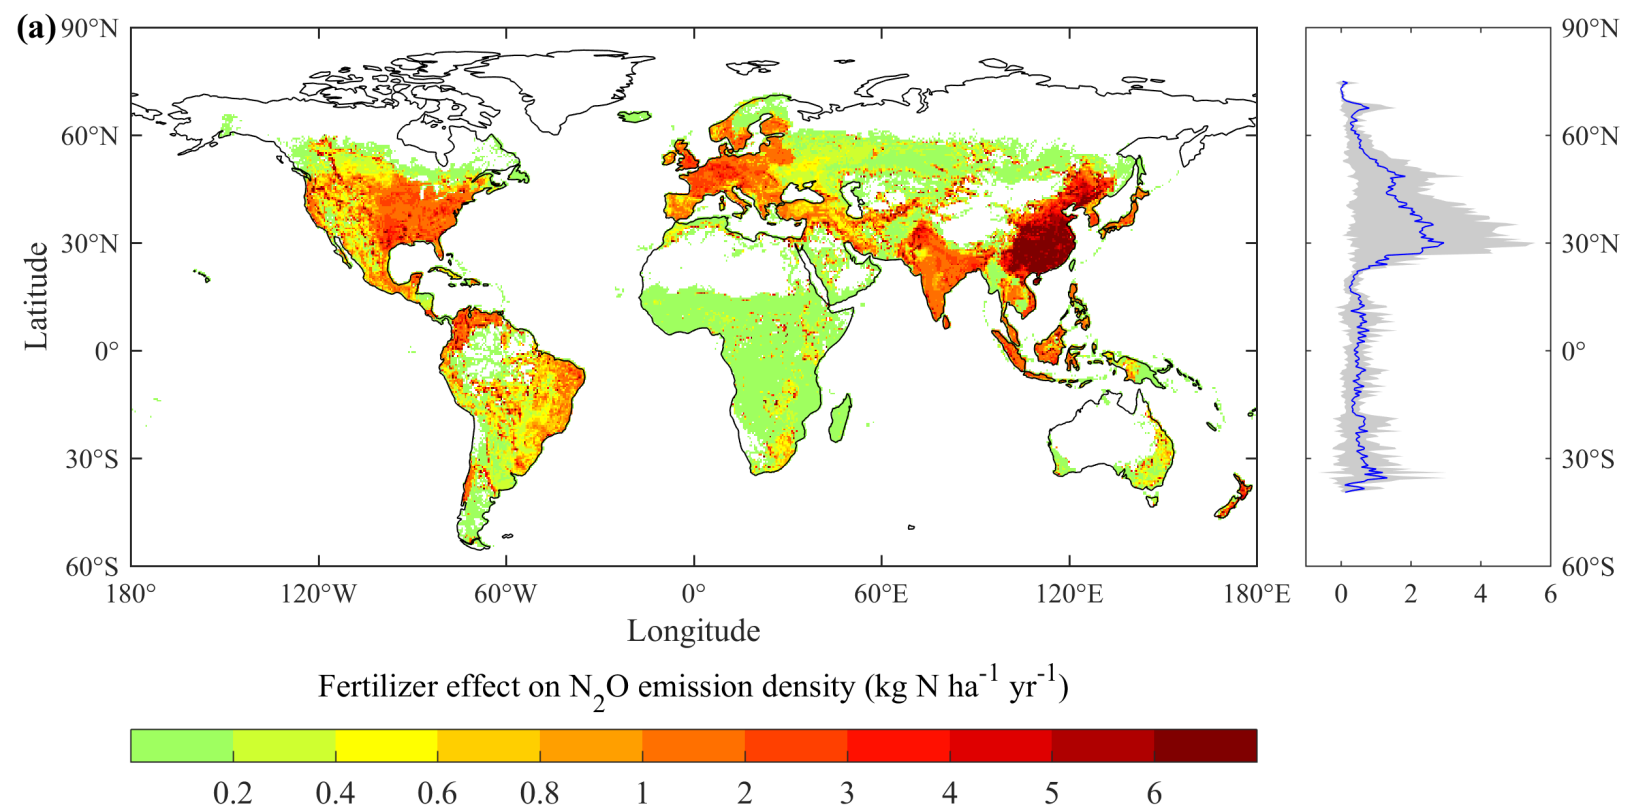 (a)
90°N
60°N
30°N
0°
30°S
60°S
Latitude
180°
120°W
60°W
0°
60°E
120°E
180°E
Longitude
90°N
60°N
30°N
0°
30°S
60°S
0
2
4
6
Fertilizer effect on N₂O emission density (kg N ha⁻¹ yr⁻¹)
0.2
0.4
0.6
0.8
1
2
3
4
5
6